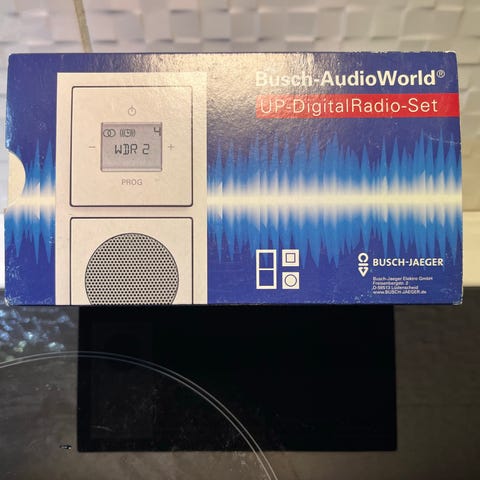 Busch-AudioWorld®
UP-DigitalRadio-Set
4
WDR 2
− +
PROG
BUSCH-JAEGER
Busch-Jaeger Elektro GmbH
Freisenbergstr. 2
D-58513 Lüdenscheid
www.BUSCH-JAEGER.de